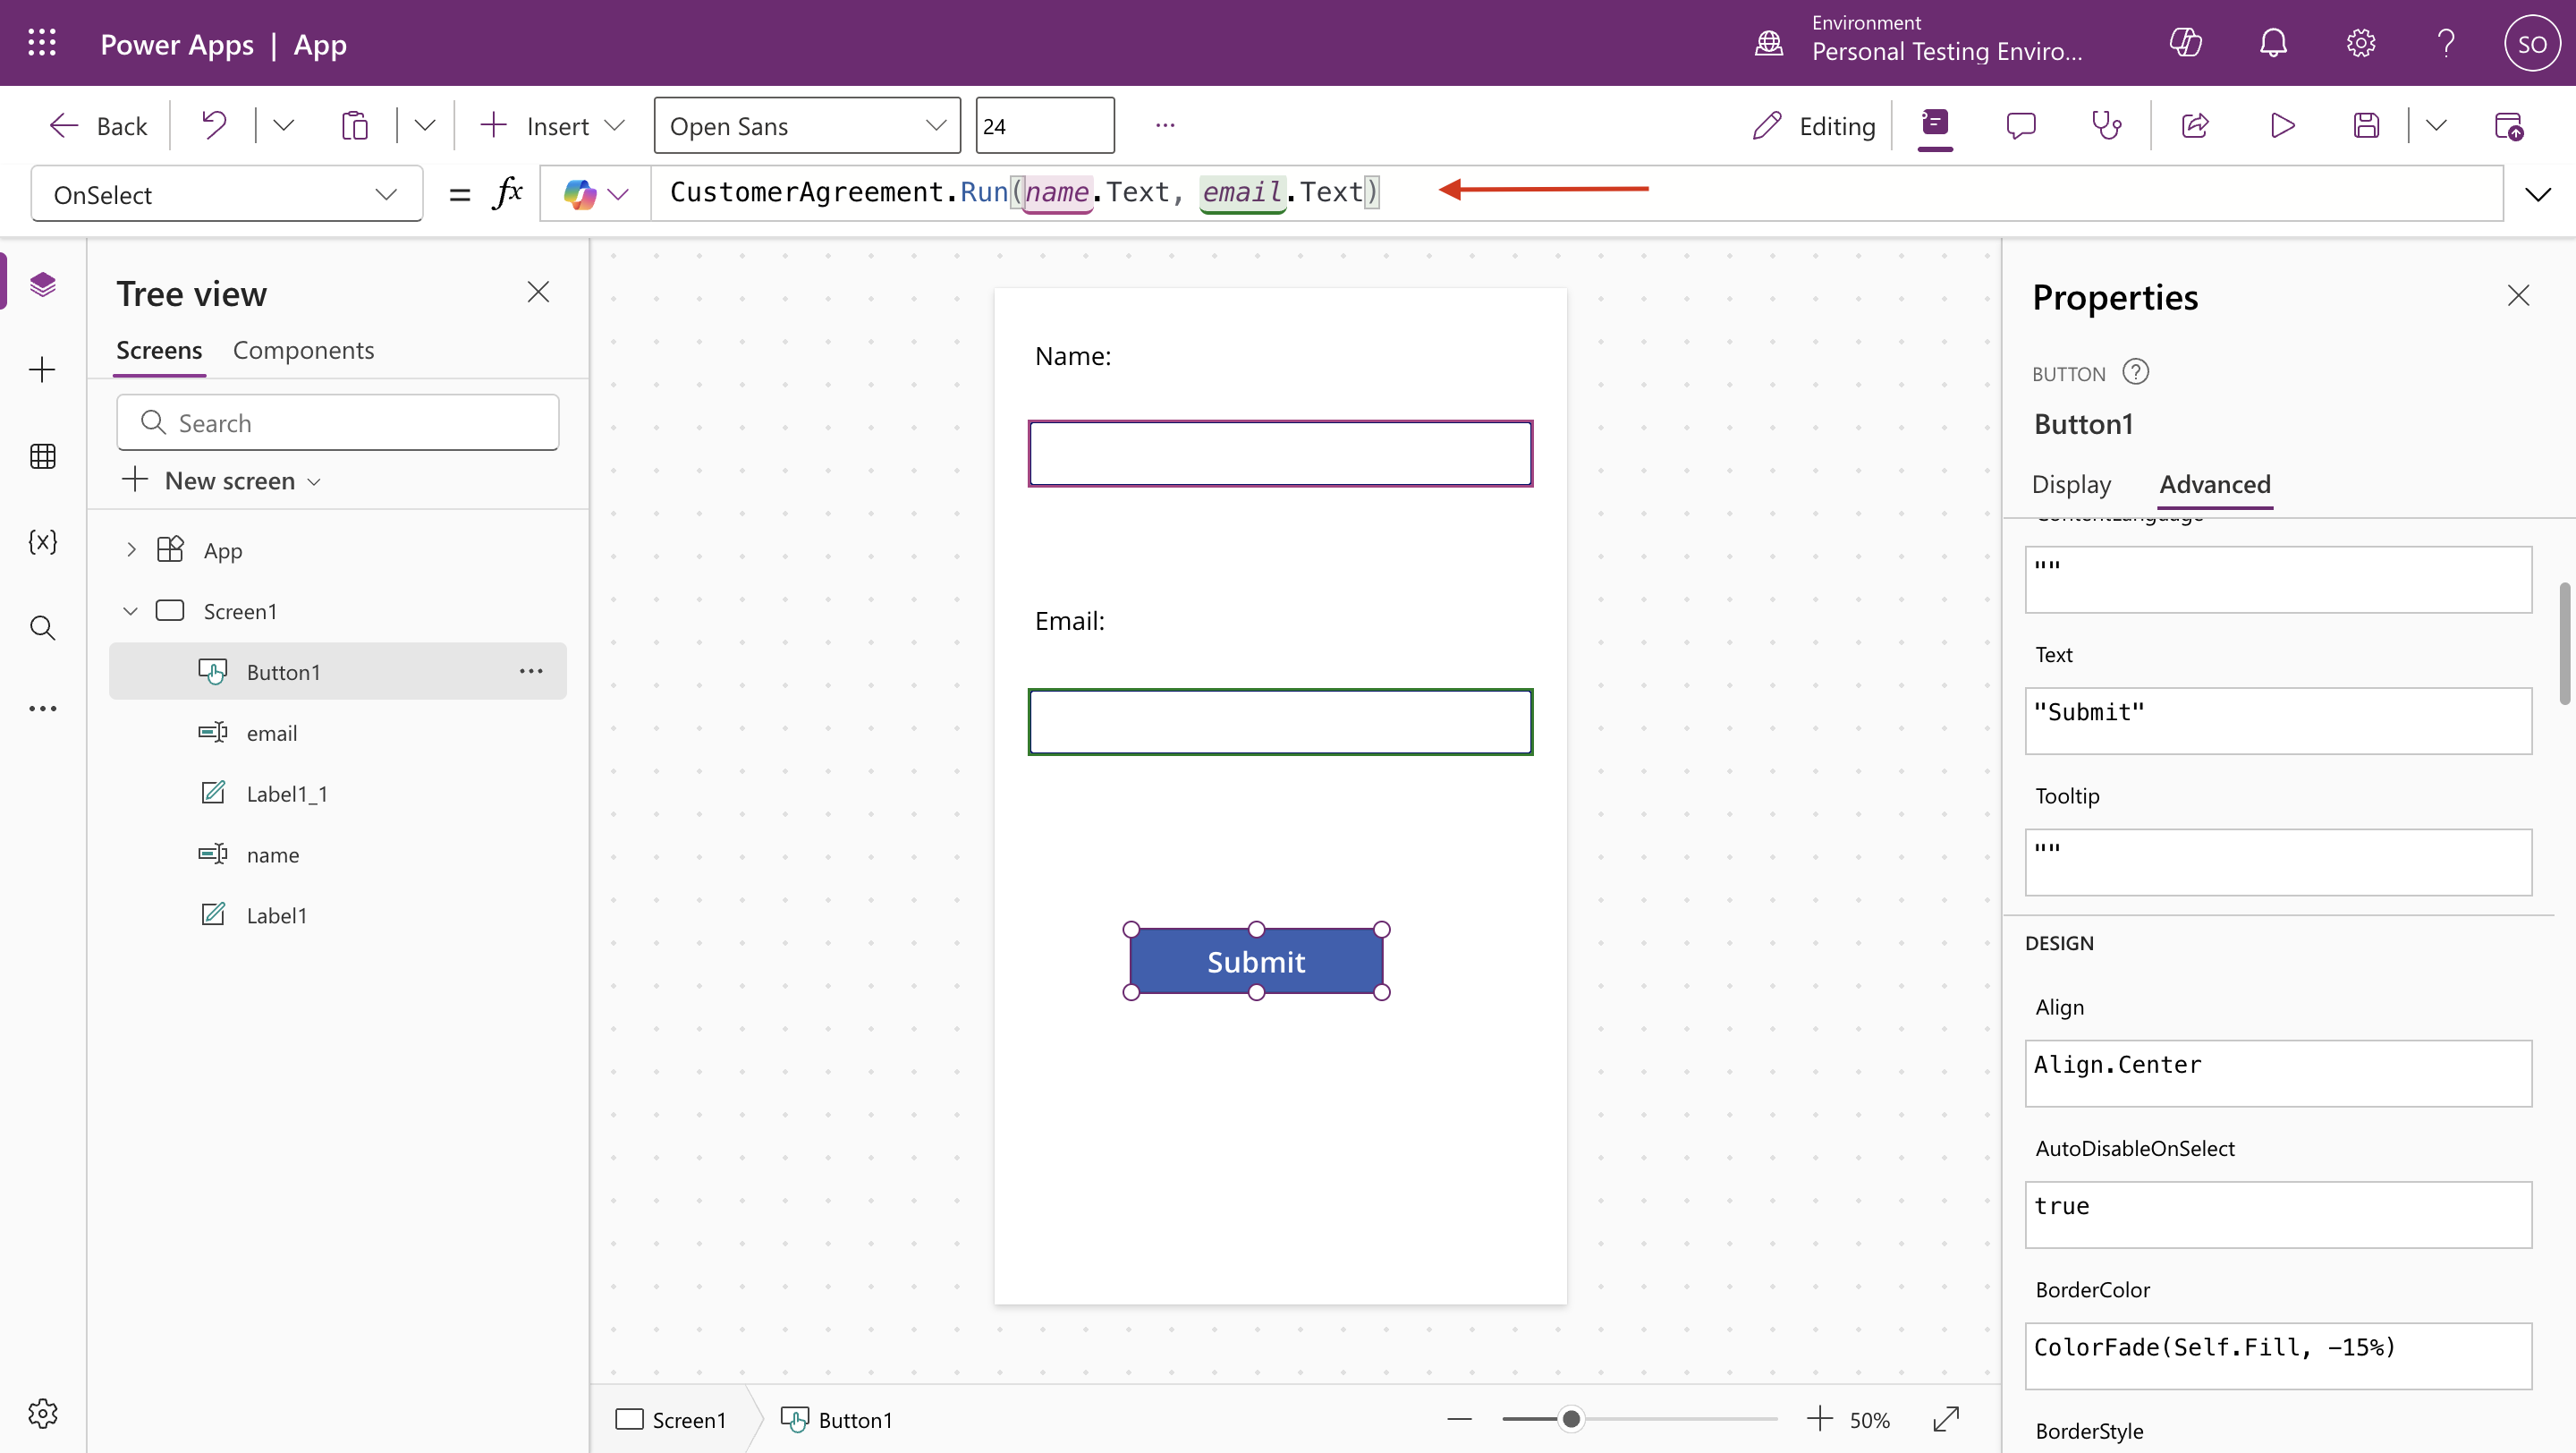 Power Apps | App
Environment
Personal Testing Enviro...
SO
Back
Insert
Open Sans
24
Editing
OnSelect
= fx
CustomerAgreement.Run(name.Text, email.Text)
Tree view
Screens
Components
Search
New screen
App
Screen1
Button1
email
Label1_1
name
Label1
Name:
Email:
Submit
Screen1
Button1
50%
Properties
BUTTON
Button1
Display
Advanced
ContentLanguage
""
Text
"Submit"
Tooltip
""
DESIGN
Align
Align.Center
AutoDisableOnSelect
true
BorderColor
ColorFade(Self.Fill, -15%)
BorderStyle